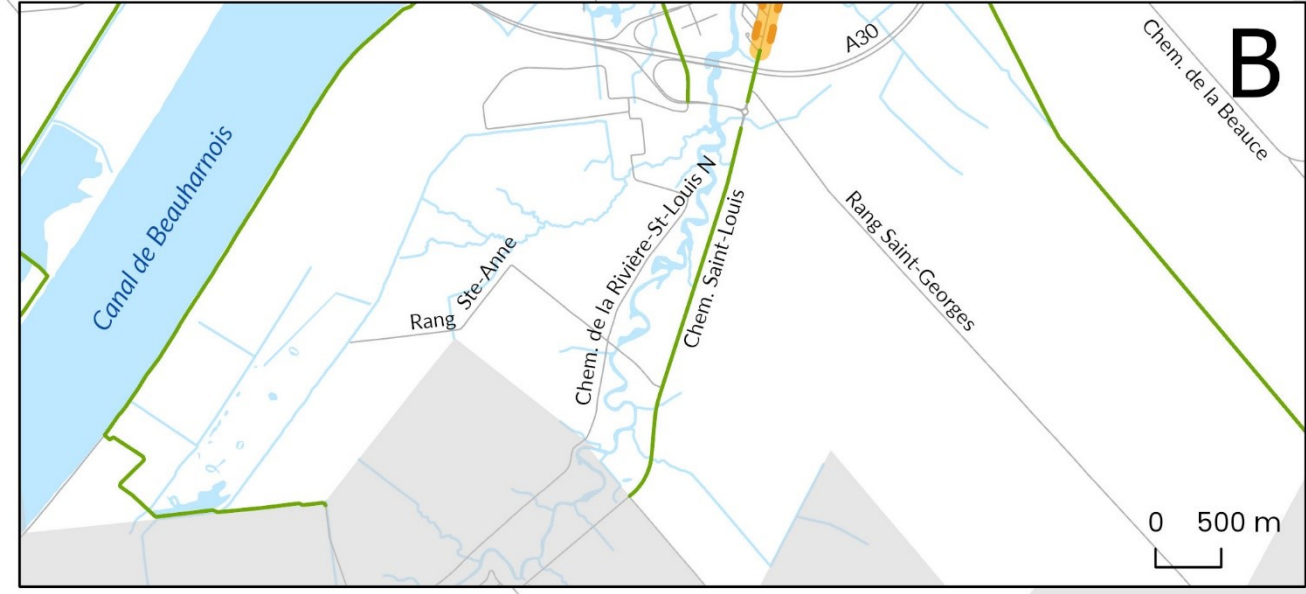 B
A30
Chem. de la Beauce
Canal de Beauharnois
Chem. de la Rivière-St-Louis N
Chem. Saint-Louis
Rang Saint-Georges
Rang Ste-Anne
0 500 m